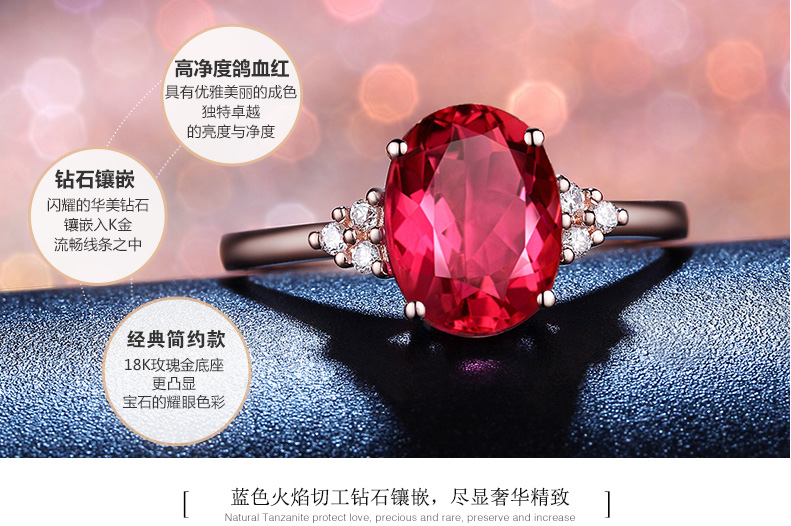 高净度鸽血红
具有优雅美丽的成色
独特卓越
的亮度与净度
钻石镶嵌
闪耀的华美钻石
镶嵌入K金
流畅线条之中
经典简约款
18K玫瑰金底座
更凸显
宝石的耀眼色彩
[ 蓝色火焰切工钻石镶嵌，尽显奢华精致 ]
Natural Tanzanite protect love, precious and rare, preserve and increase